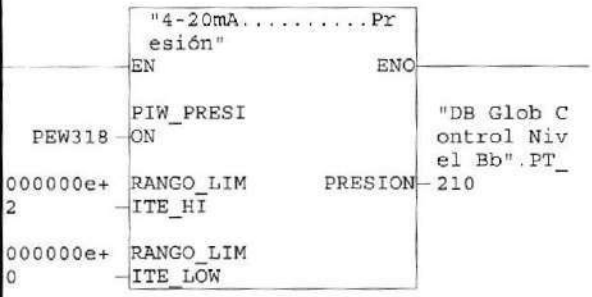 "4-20mA..........Pr
esión"
EN ENO
PIW_PRESI
PEW318 ON
"DB Glob C
ontrol Niv
el Bb".PT_
000000e+ RANGO_LIM PRESION 210
2 ITE_HI
000000e+ RANGO_LIM
0 ITE_LOW